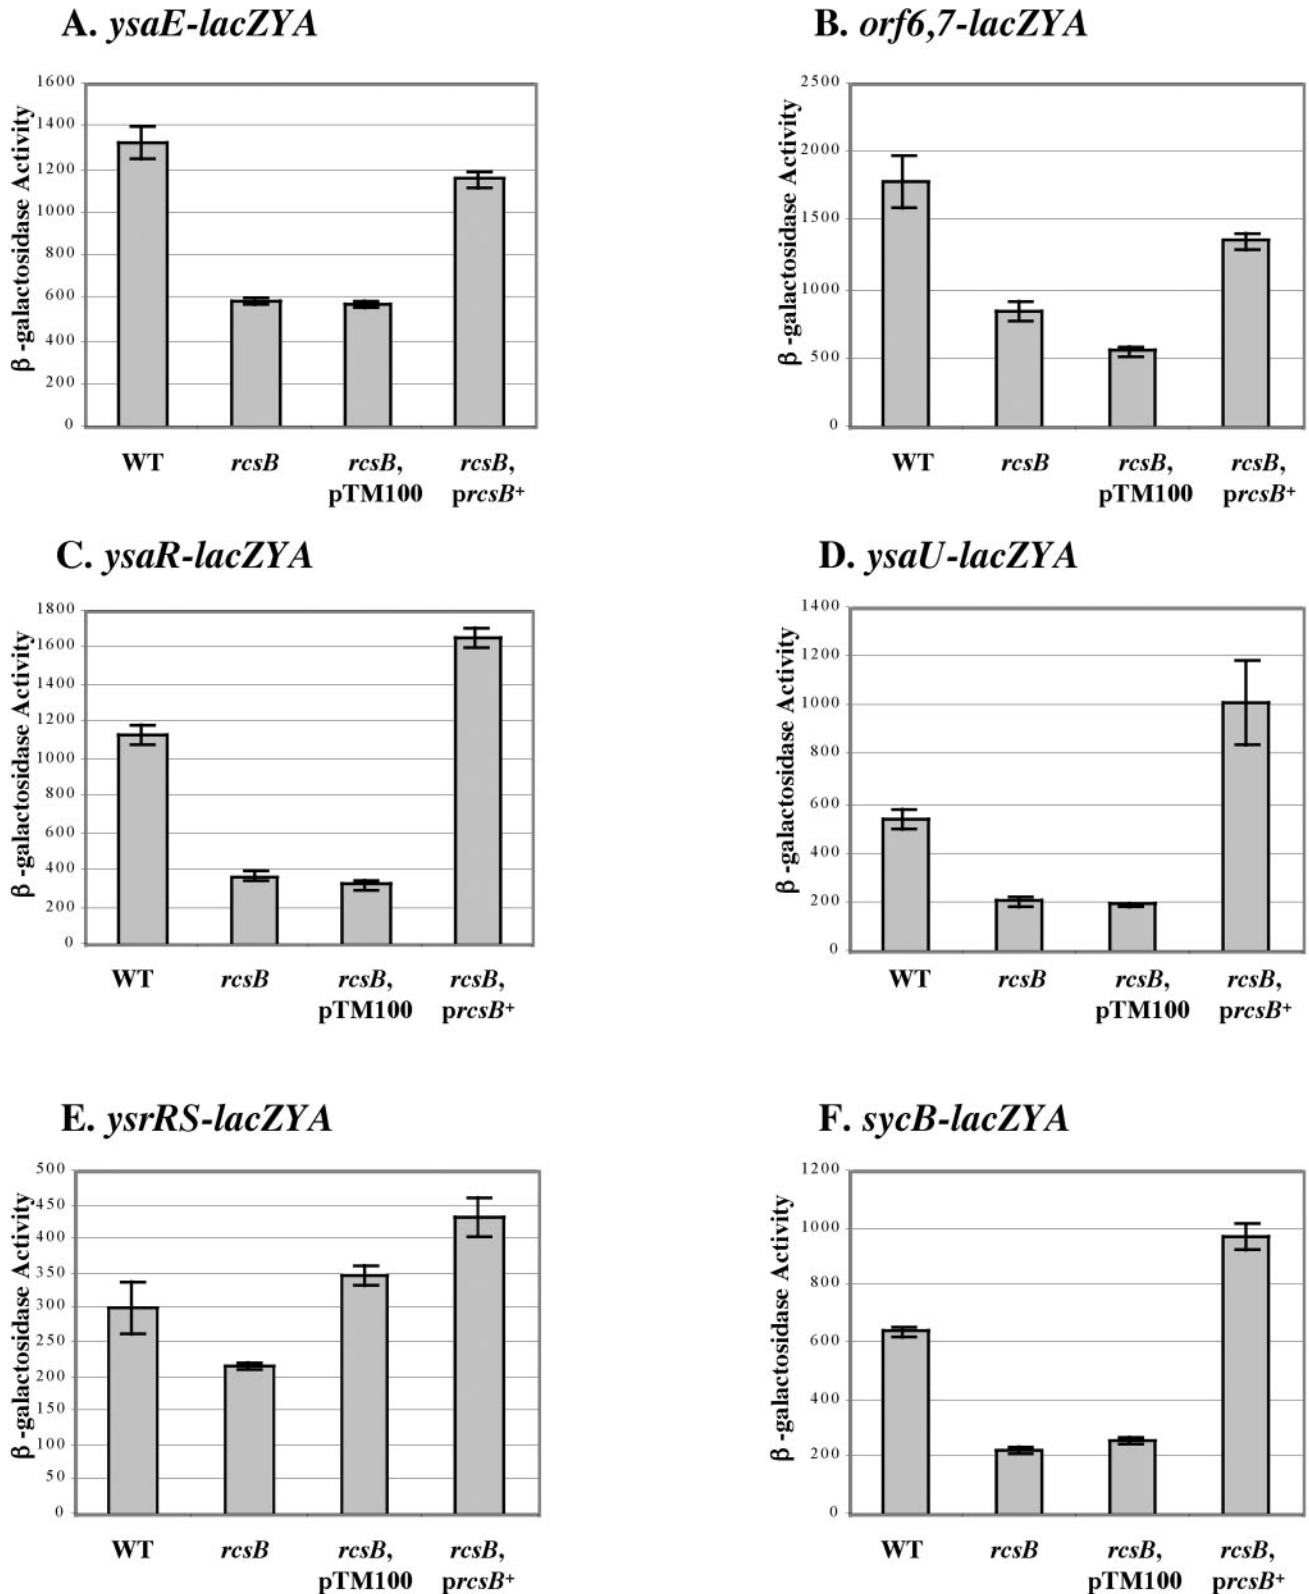 A. ysaE-lacZYA
β -galactosidase Activity
1600
1400
1200
1000
800
600
400
200
0
WT rcsB rcsB, rcsB,
pTM100 prcsB+
B. orf6,7-lacZYA
β -galactosidase Activity
2500
2000
1500
1000
500
0
WT rcsB rcsB, rcsB,
pTM100 prcsB+
C. ysaR-lacZYA
β -galactosidase Activity
1800
1600
1400
1200
1000
800
600
400
200
0
WT rcsB rcsB, rcsB,
pTM100 prcsB+
D. ysaU-lacZYA
β -galactosidase Activity
1400
1200
1000
800
600
400
200
0
WT rcsB rcsB, rcsB,
pTM100 prcsB+
E. ysrRS-lacZYA
β -galactosidase Activity
500
450
400
350
300
250
200
150
100
50
0
WT rcsB rcsB, rcsB,
pTM100 prcsB+
F. sycB-lacZYA
β -galactosidase Activity
1200
1000
800
600
400
200
0
WT rcsB rcsB, rcsB,
pTM100 prcsB+